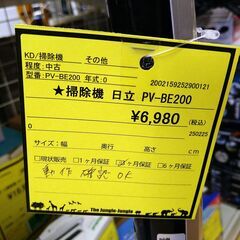 KD/掃除機 その他
程度:中古
型番:PV-BE200 年式:0
2002159252900121
★掃除機 日立 PV-BE200
¥6,980 (税込)
250225
サイズ:幅 奥行 高さ cm
□現状販売 □1ヶ月保証 □3ヶ月保証 □6ヶ月保証
動作確認OK
The Jungle-Jungle